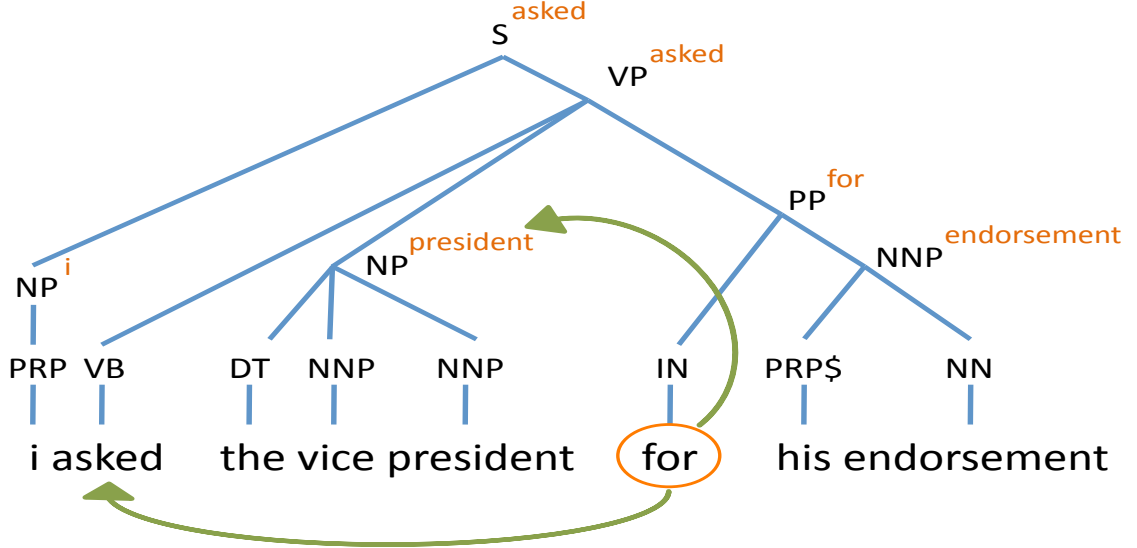 S asked
VP asked
PP for
NP president
NNP endorsement
NP i
PRP VB DT NNP NNP IN PRP$ NN
i asked the vice president for his endorsement